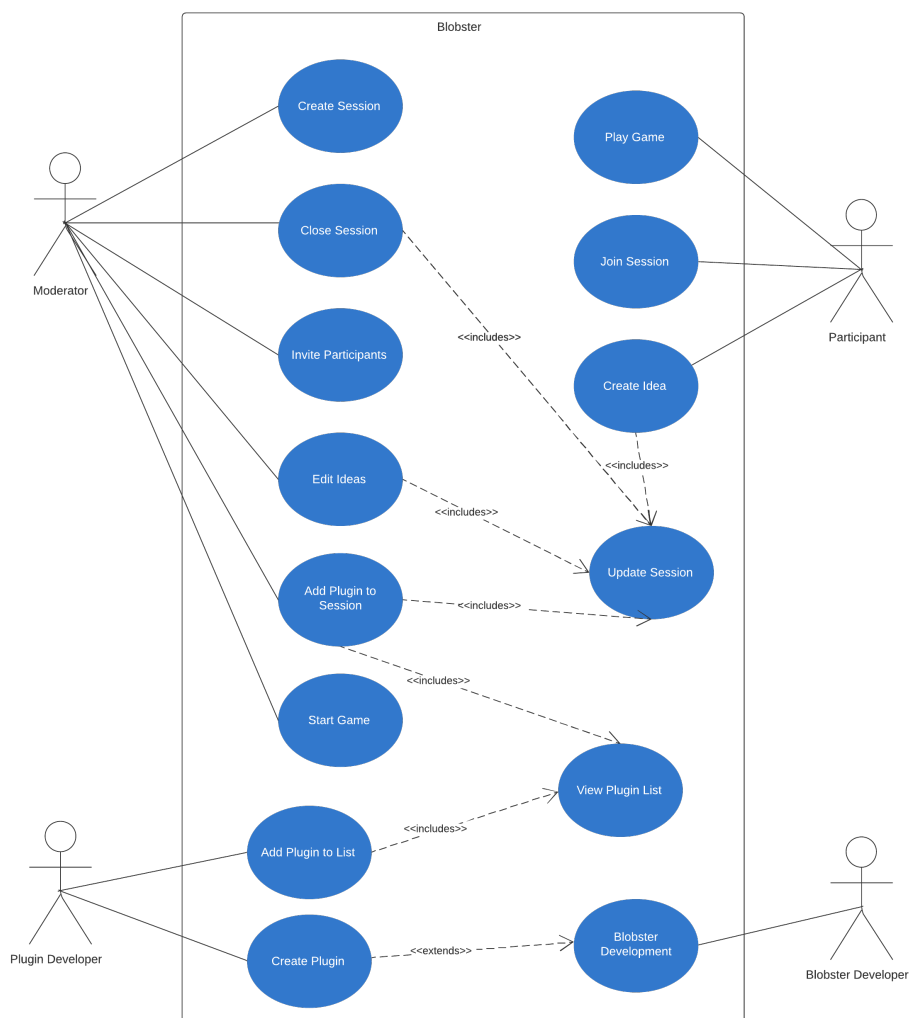 Blobster
Create Session
Play Game
Close Session
Join Session
Moderator
Participant
<<includes>>
Invite Participants
Create Idea
<<includes>>
Edit Ideas
<<includes>>
Update Session
Add Plugin to
Session
<<includes>>
<<includes>>
Start Game
View Plugin List
<<includes>>
Add Plugin to List
Blobster
Development
<<extends>>
Create Plugin
Plugin Developer
Blobster Developer